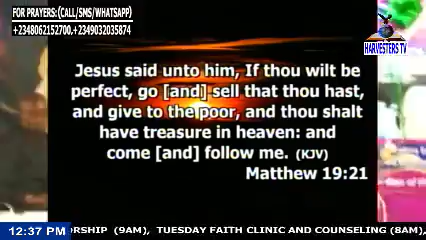 FOR PRAYERS:(CALL/SMS/WHATSAPP)
+2348062152700,+2349032035874
HARVESTERS TV
Jesus said unto him, If thou wilt be
perfect, go [and] sell that thou hast,
and give to the poor, and thou shalt
have treasure in heaven: and
come [and] follow me. (KJV)
Matthew 19:21
12:37 PM
ORSHIP (9AM), TUESDAY FAITH CLINIC AND COUNSELING (8AM),